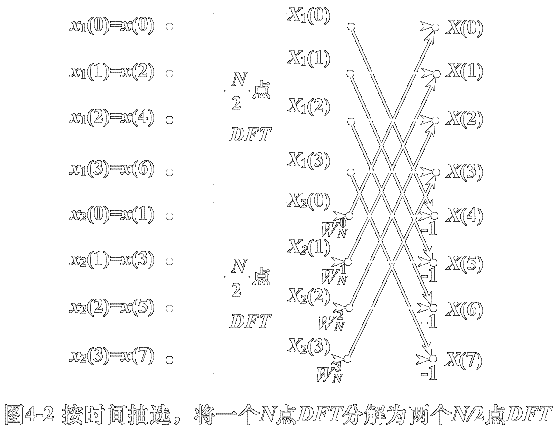 x₁(0)=x(0) X₁(0) X(0)
x₁(1)=x(2) X₁(1) X(1)
N/2 点
x₁(2)=x(4) X₁(2) X(2)
DFT
x₁(3)=x(6) X₁(3) X(3)
x₂(0)=x(1) X₂(0) X(4)
W_N^0 -1
x₂(1)=x(3) X₂(1) X(5)
N/2 点 W_N^1 -1
x₂(2)=x(5) X₂(2) X(6)
DFT W_N^2 -1
x₂(3)=x(7) X₂(3) X(7)
W_N^3 -1
图4-2 按时间抽选，将一个N点DFT分解为两个N/2点DFT